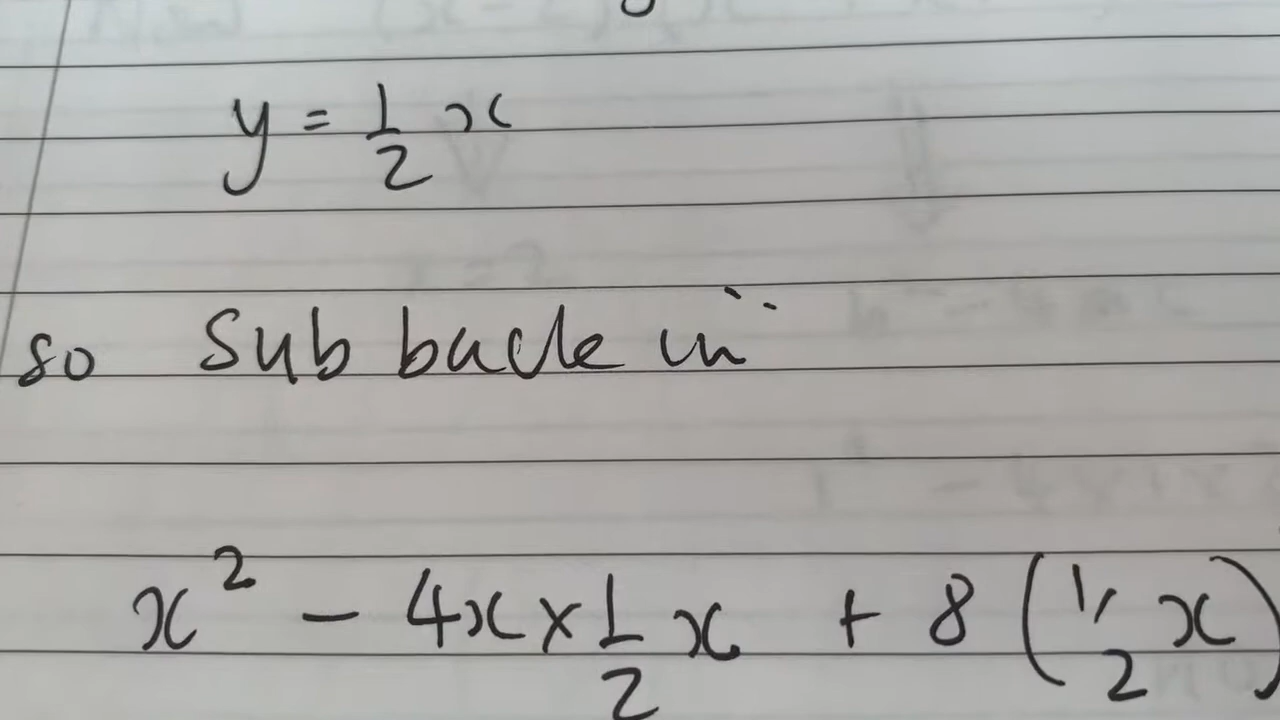 y = 1/2 x
so sub back in
x² - 4x × 1/2 x + 8 (1/2 x)